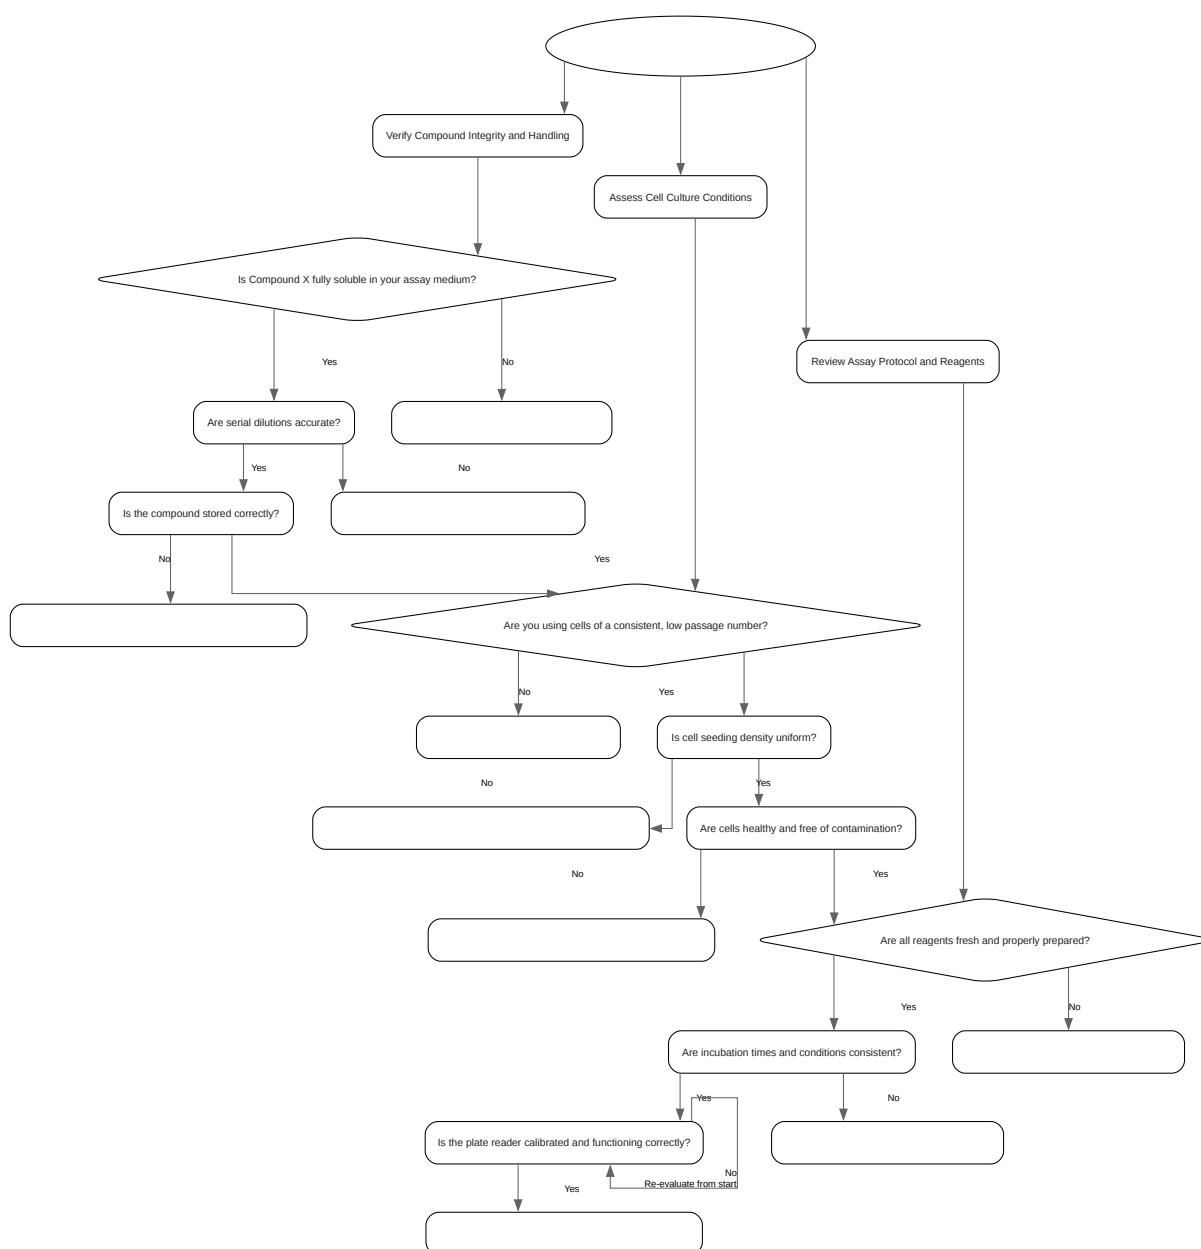 Verify Compound Integrity and Handling
Assess Cell Culture Conditions
Is Compound X fully soluble in your assay medium?
Yes
No
Review Assay Protocol and Reagents
Are serial dilutions accurate?
Yes
No
Is the compound stored correctly?
No
Yes
Are you using cells of a consistent, low passage number?
No
Yes
Is cell seeding density uniform?
No
Yes
Are cells healthy and free of contamination?
No
Yes
Are all reagents fresh and properly prepared?
Yes
No
Are incubation times and conditions consistent?
Yes
No
Is the plate reader calibrated and functioning correctly?
No
Re-evaluate from start
Yes